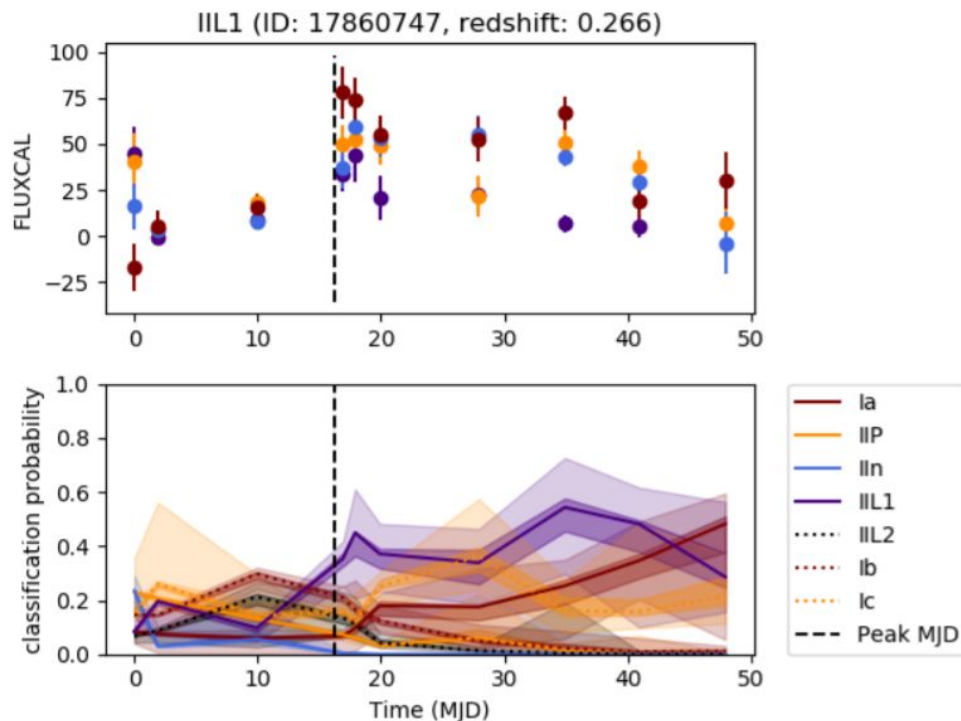 IIL1 (ID: 17860747, redshift: 0.266)
100
75
50
25
0
−25
FLUXCAL
0 10 20 30 40 50
1.0
0.8
0.6
0.4
0.2
0.0
classification probability
0 10 20 30 40 50
Time (MJD)
Ia
IIP
IIn
IIL1
IIL2
Ib
Ic
Peak MJD